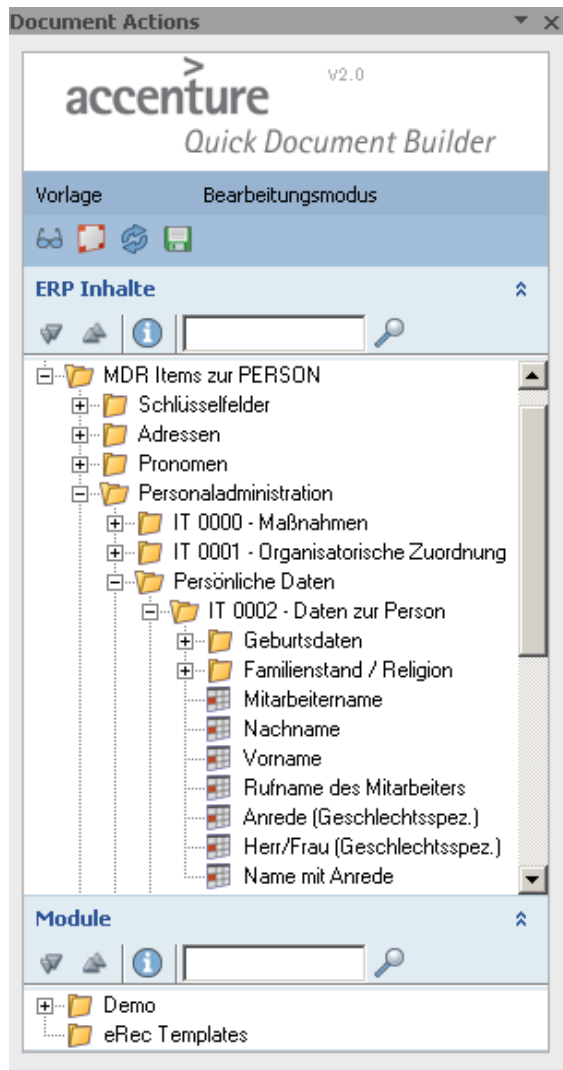 Document Actions
accenture
V2.0
Quick Document Builder
Vorlage Bearbeitungsmodus
ERP Inhalte
MDR Items zur PERSON
Schlüsselfelder
Adressen
Pronomen
Personaladministration
IT 0000 - Maßnahmen
IT 0001 - Organisatorische Zuordnung
Persönliche Daten
IT 0002 - Daten zur Person
Geburtsdaten
Familienstand / Religion
Mitarbeitername
Nachname
Vorname
Rufname des Mitarbeiters
Anrede (Geschlechtsspez.)
Herr/Frau (Geschlechtsspez.)
Name mit Anrede
Module
Demo
eRec Templates